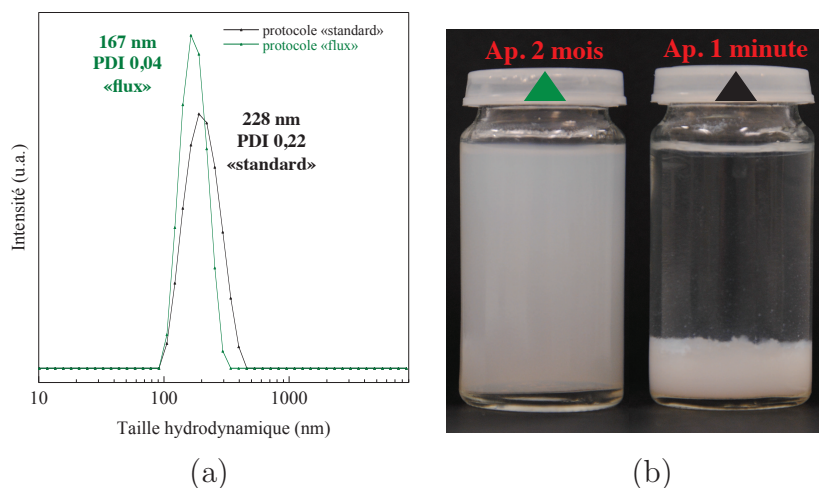 167 nm
PDI 0,04
«flux»
protocole «standard»
protocole «flux»
228 nm
PDI 0,22
«standard»
Intensité (u.a.)
10
100
1000
Taille hydrodynamique (nm)
(a)
Ap. 2 mois
Ap. 1 minute
(b)